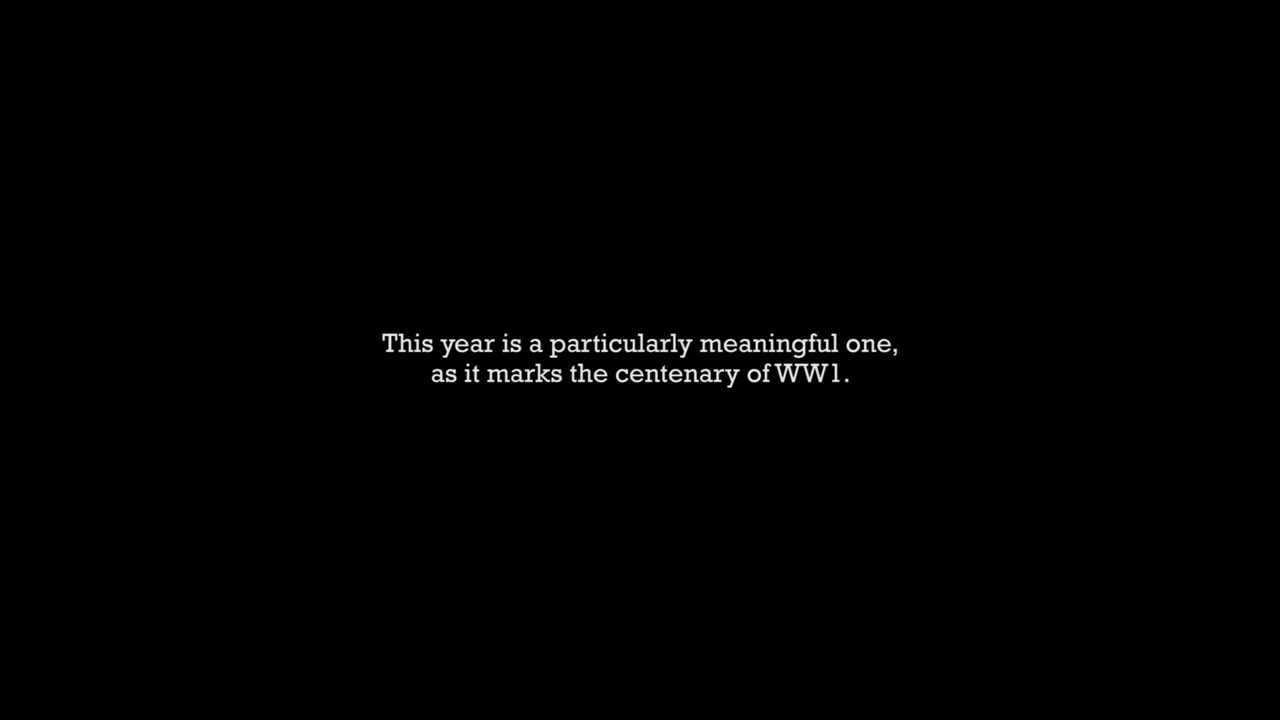 This year is a particularly meaningful one,
as it marks the centenary of WW1.